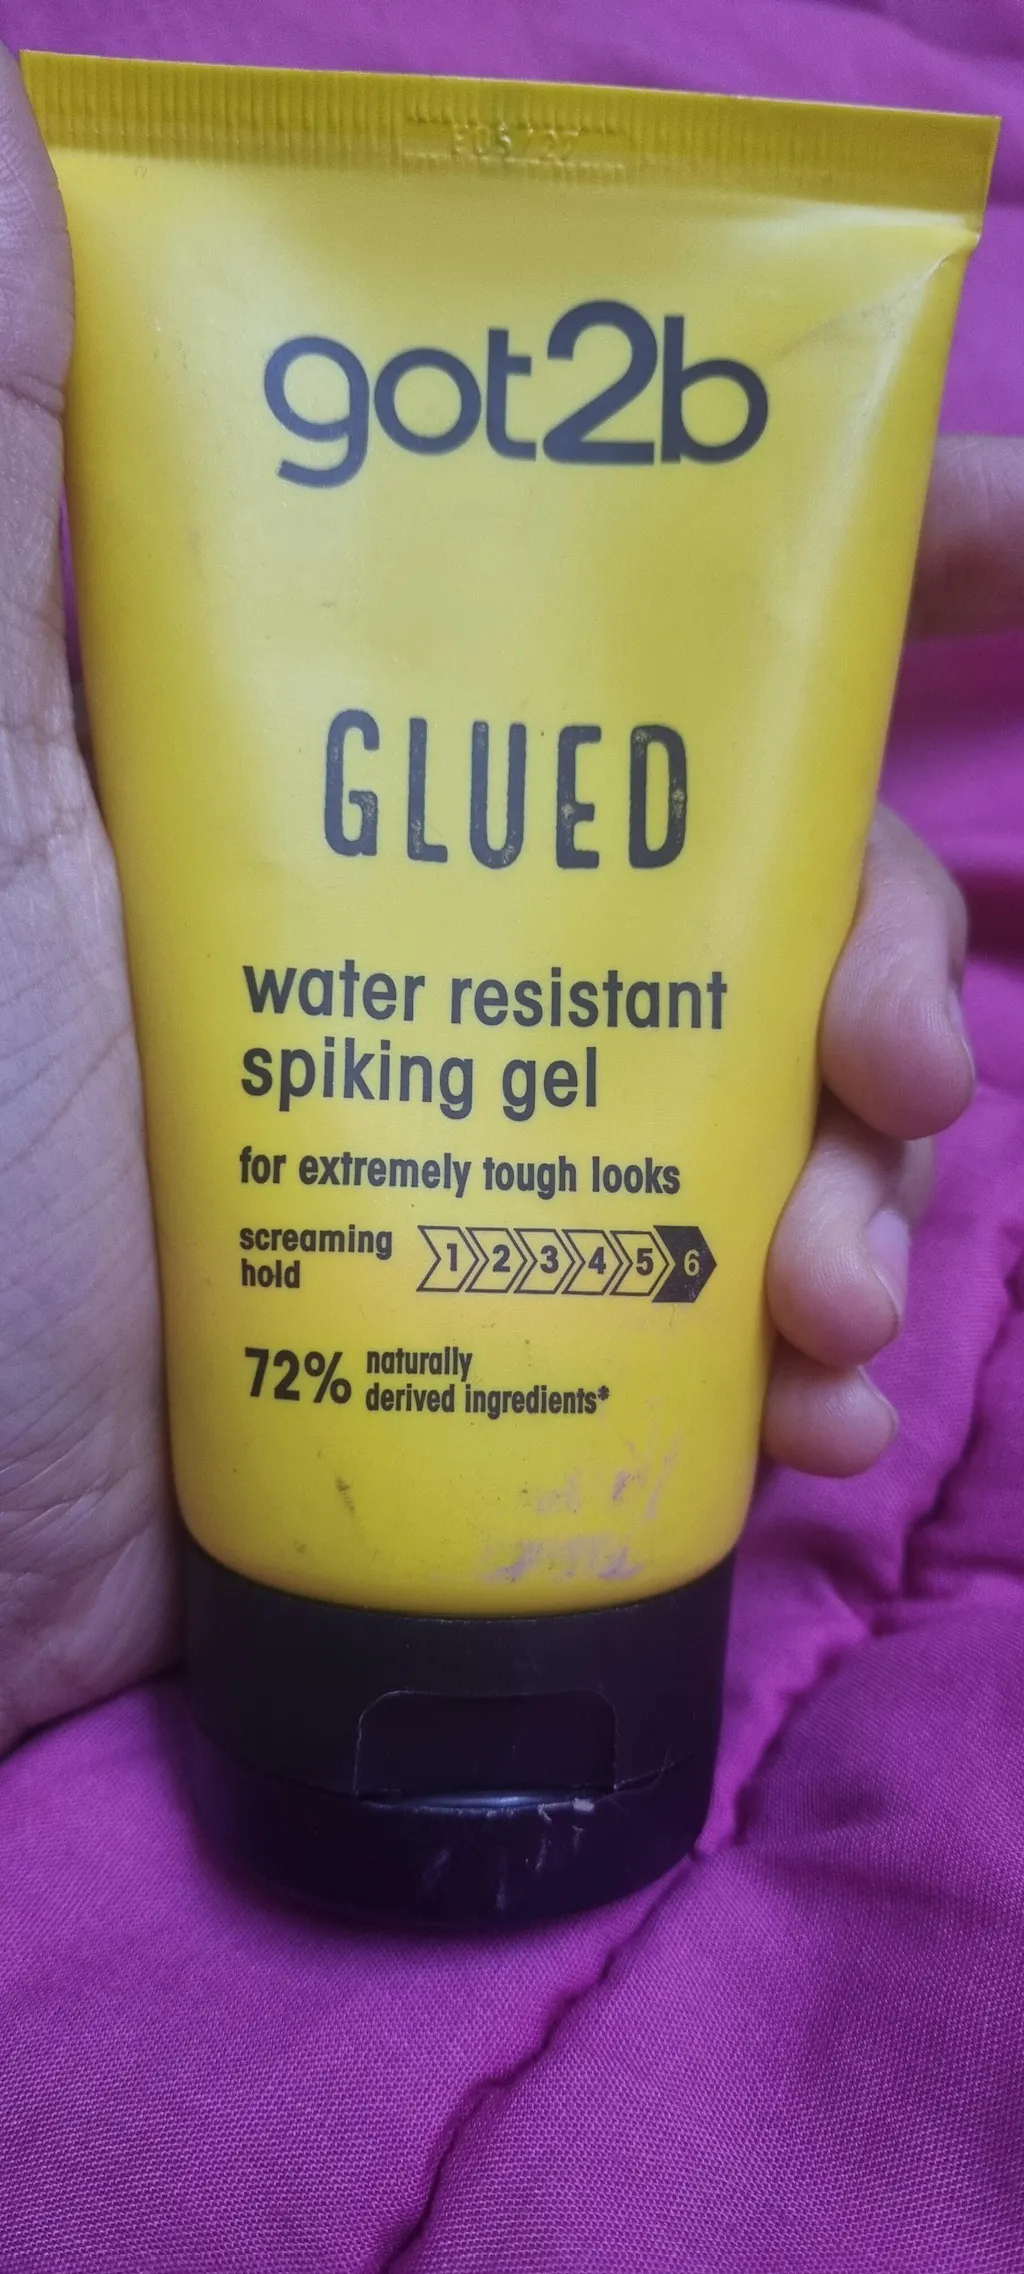 got2b
GLUED
water resistant
spiking gel
for extremely tough looks
screaming
hold
1 2 3 4 5 6
72% naturally
derived ingredients*